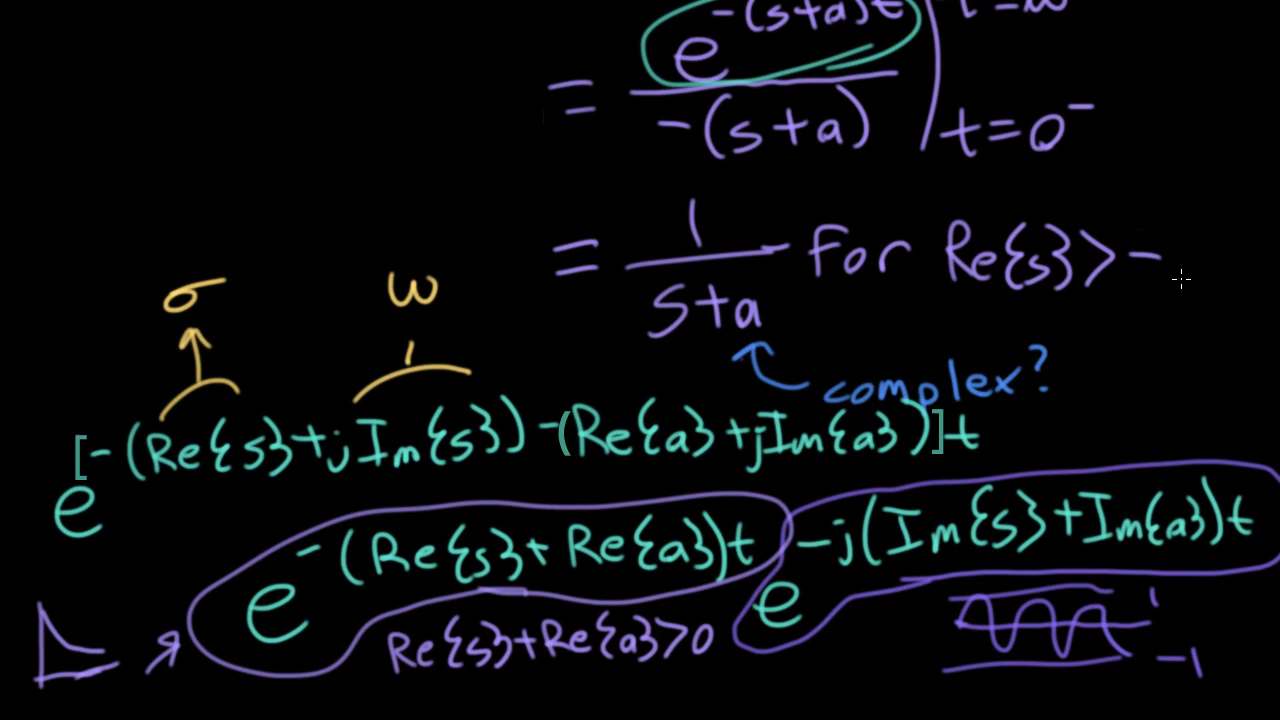 e^{-(s+a)t} | t=∞
= / -(s+a) | t=0⁻
= 1/(s+a) for Re{s}> -
σ ω
complex?
e^{[-(Re{s}+jIm{s})-(Re{a}+jIm{a})]t}
e^{-(Re{s}+Re{a})t} e^{-j(Im{s}+Im{a})t}
Re{s}+Re{a}>0
1
-1